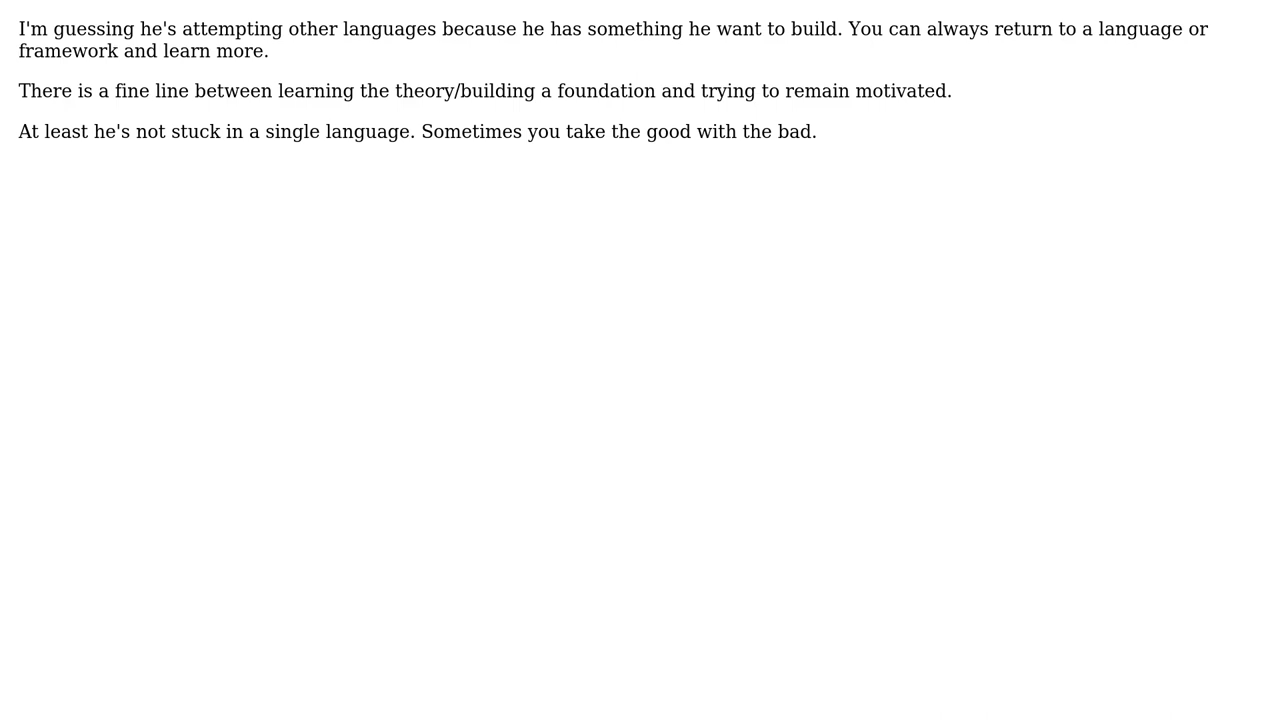 I'm guessing he's attempting other languages because he has something he want to build. You can always return to a language or
framework and learn more.
There is a fine line between learning the theory/building a foundation and trying to remain motivated.
At least he's not stuck in a single language. Sometimes you take the good with the bad.